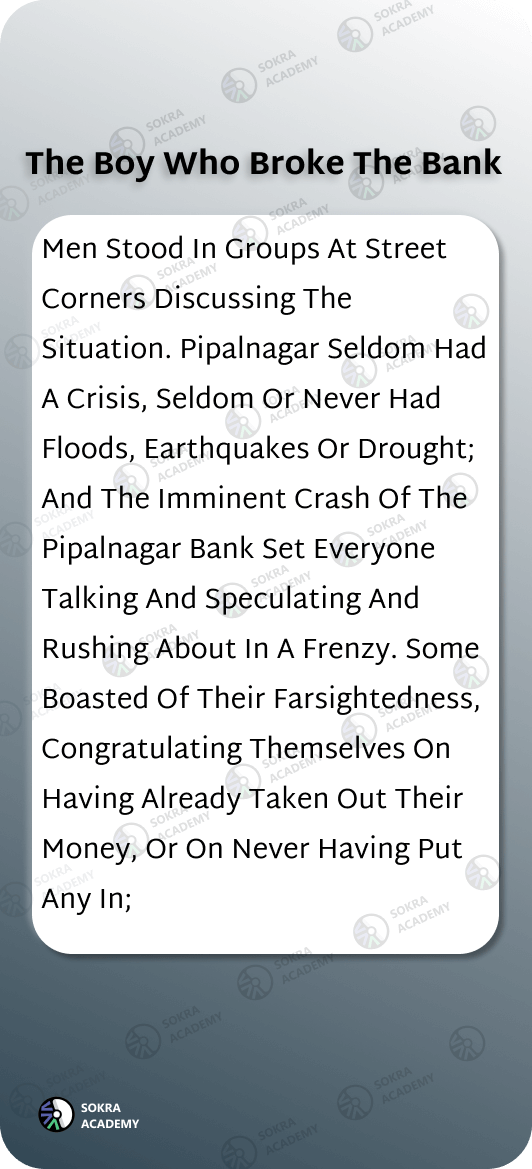 The Boy Who Broke The Bank
Men Stood In Groups At Street
Corners Discussing The
Situation. Pipalnagar Seldom Had
A Crisis, Seldom Or Never Had
Floods, Earthquakes Or Drought;
And The Imminent Crash Of The
Pipalnagar Bank Set Everyone
Talking And Speculating And
Rushing About In A Frenzy. Some
Boasted Of Their Farsightedness,
Congratulating Themselves On
Having Already Taken Out Their
Money, Or On Never Having Put
Any In;
SOKRA
ACADEMY